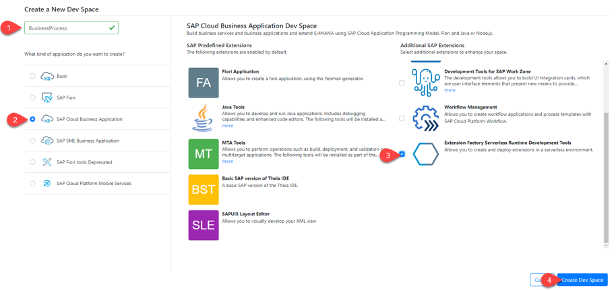 Create a New Dev Space
1
BusinessProcess
What kind of application do you want to create?
Basic
SAP Fiori
2
SAP Cloud Business Application
SAP SME Business Application
SAP Fiori tools Deprecated
SAP Cloud Platform Mobile Services
SAP Cloud Business Application Dev Space
Build business services and business applications and extend S/4HANA using SAP Cloud Application Programming Model, Fiori and Java or Node.js.
SAP Predefined Extensions
The following extensions are enabled by default.
FA
Fiori Application
Allows you to create a fiori application, using the Yeoman generator.
Java Tools
Allows you to develop and run Java applications. Includes debugging
capabilities and enhanced code editors. The following tools will be installed a...
more
MT
MTA Tools
Allows you to perform operations such as build, deployment, and validation on
multitarget applications. The following tools will be installed as part of the...
more
BST
Basic SAP version of Theia IDE
A basic SAP version of the Theia IDE.
SLE
SAPUI5 Layout Editor
Allows you to visually develop your XML view
Additional SAP Extensions
Select additional extensions to enhance your space.
Development Tools for SAP Work Zone
The development tools allows you to build UI Integration cards, which
are user interface elements that present new means to provide...
more
Workflow Management
Allows you to create workflow applications and process templates with
SAP Cloud Platform Workflow.
3
Extension Factory Serverless Runtime Development Tools
Allows you to create and deploy extensions in a serverless environment.
4
Create Dev Space